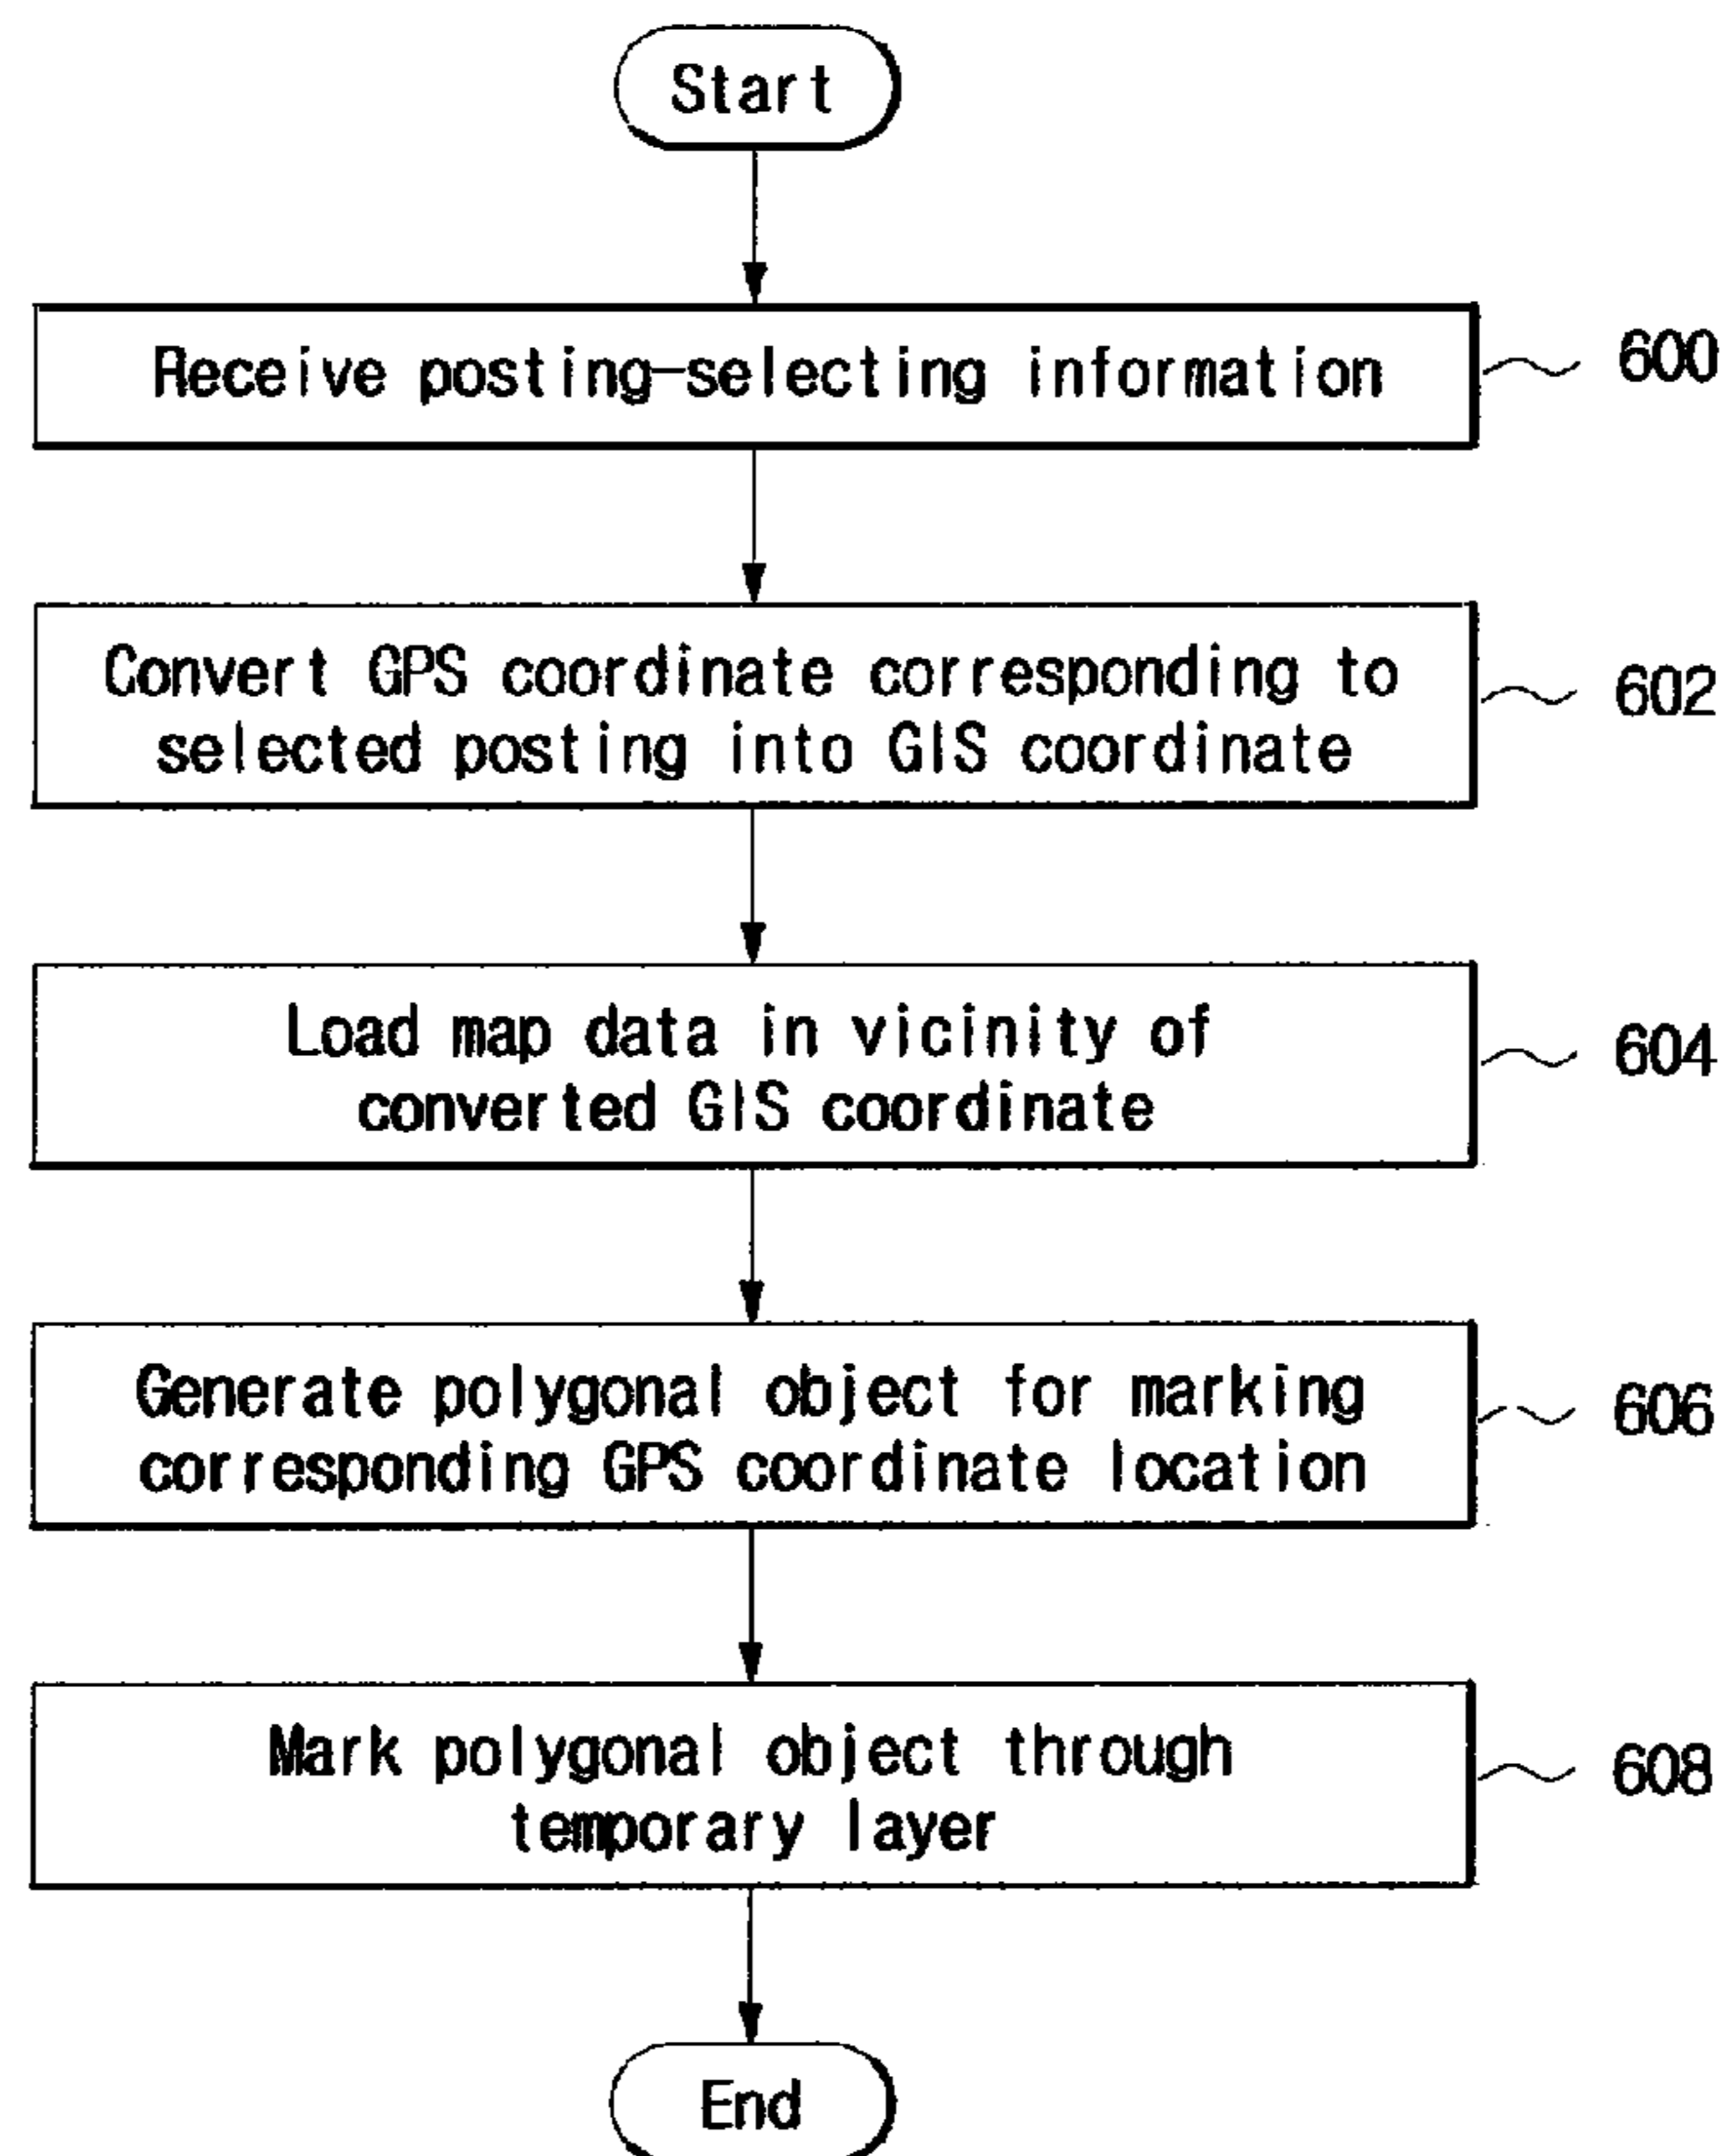 Start
Receive posting-selecting information
600
Convert GPS coordinate corresponding to
selected posting into GIS coordinate
602
Load map data in vicinity of
converted GIS coordinate
604
Generate polygonal object for marking
corresponding GPS coordinate location
606
Mark polygonal object through
temporary layer
608
End